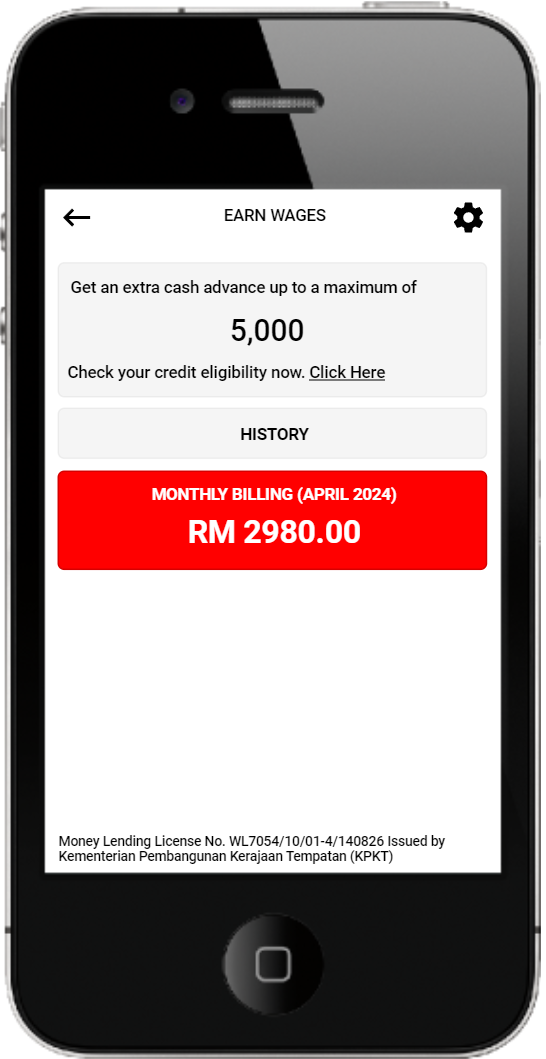 EARN WAGES
Get an extra cash advance up to a maximum of
5,000
Check your credit eligibility now. Click Here
HISTORY
MONTHLY BILLING (APRIL 2024)
RM 2980.00
Money Lending License No. WL7054/10/01-4/140826 Issued by
Kementerian Pembangunan Kerajaan Tempatan (KPKT)